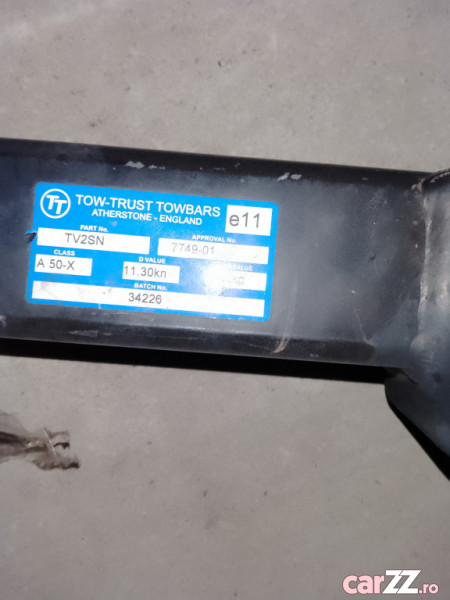 TT TOW-TRUST TOWBARS
ATHERSTONE - ENGLAND
e11
PART No. APPROVAL No.
TV2SN 7749-01
CLASS D VALUE VALUE
A 50-X 11.30kn
BATCH No.
34226
carzz.ro